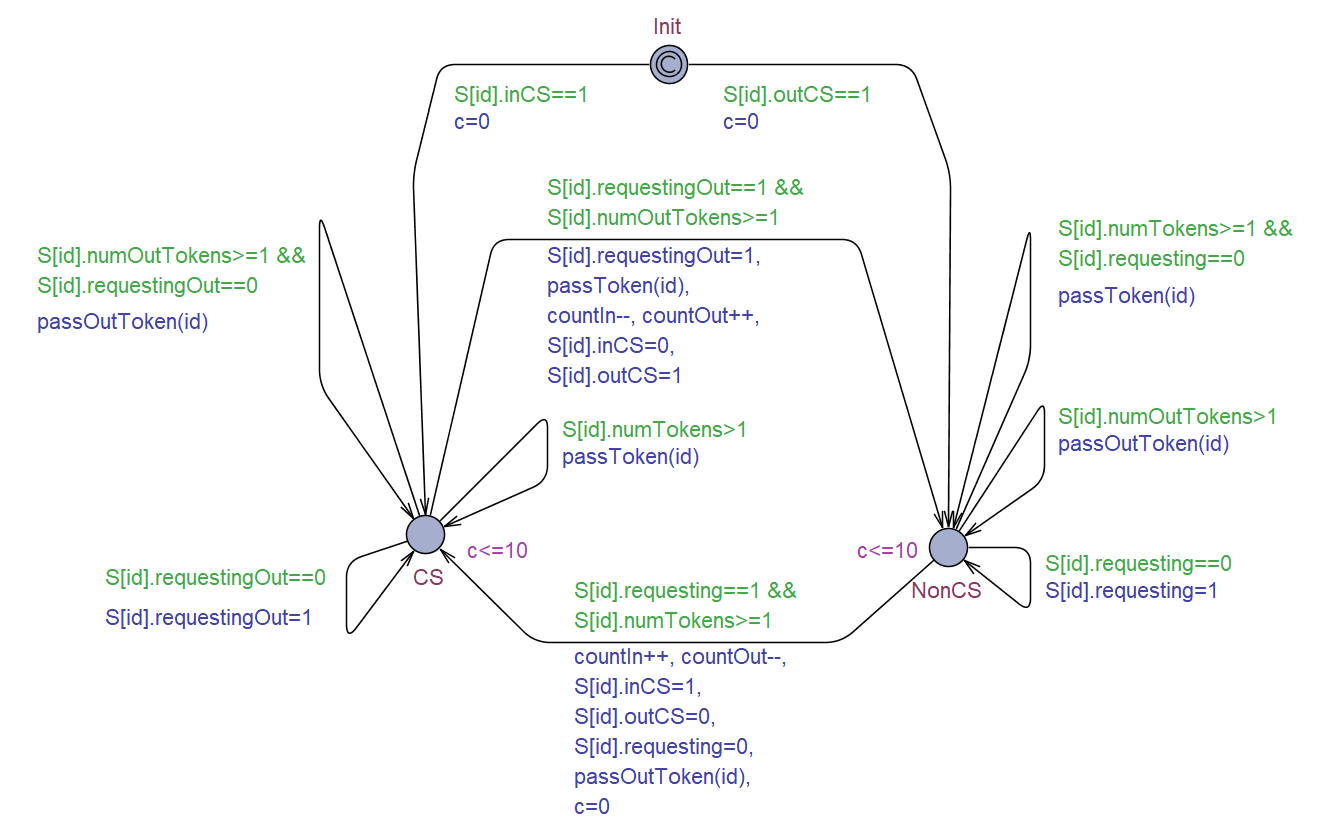 Init
C
S[id].inCS==1
c=0
S[id].outCS==1
c=0
S[id].requestingOut==1 &&
S[id].numOutTokens>=1
S[id].requestingOut=1,
passToken(id),
countIn--, countOut++,
S[id].inCS=0,
S[id].outCS=1
S[id].numOutTokens>=1 &&
S[id].requestingOut==0
passOutToken(id)
S[id].numTokens>=1 &&
S[id].requesting==0
passToken(id)
S[id].numTokens>1
passToken(id)
S[id].numOutTokens>1
passOutToken(id)
c<=10
CS
c<=10
NonCS
S[id].requestingOut==0
S[id].requestingOut=1
S[id].requesting==0
S[id].requesting=1
S[id].requesting==1 &&
S[id].numTokens>=1
countIn++, countOut--,
S[id].inCS=1,
S[id].outCS=0,
S[id].requesting=0,
passOutToken(id),
c=0